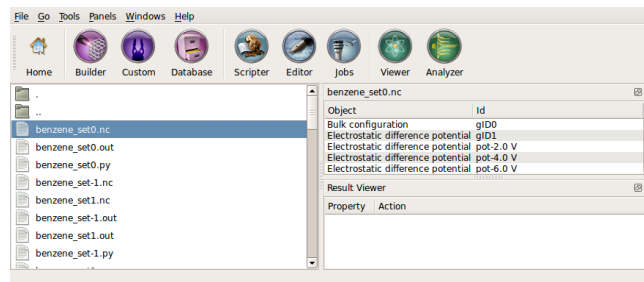 File Go Tools Panels Windows Help
Home Builder Custom Database Scripter Editor Jobs Viewer Analyzer
.
..
benzene_set0.nc
benzene_set0.out
benzene_set0.py
benzene_set-1.nc
benzene_set1.nc
benzene_set-1.out
benzene_set1.out
benzene_set-1.py
benzene_set0.nc
Object Id
Bulk configuration gID0
Electrostatic difference potential gID1
Electrostatic difference potential pot-2.0 V
Electrostatic difference potential pot-4.0 V
Electrostatic difference potential pot-6.0 V
Result Viewer
Property Action